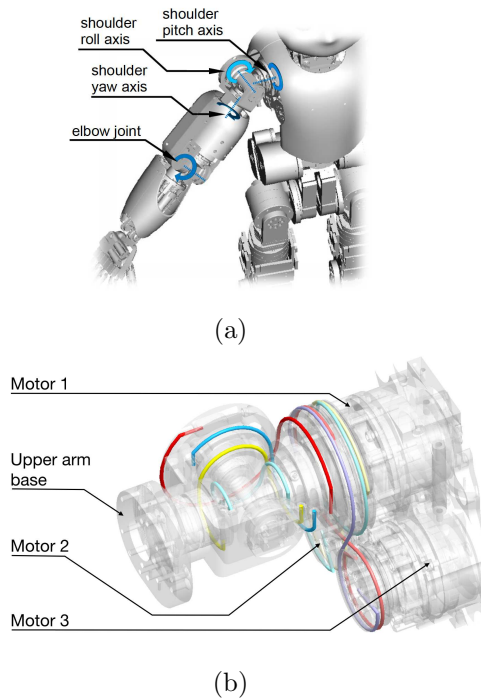 shoulder
pitch axis
shoulder
roll axis
shoulder
yaw axis
elbow joint
(a)
Motor 1
Upper arm
base
Motor 2
Motor 3
(b)